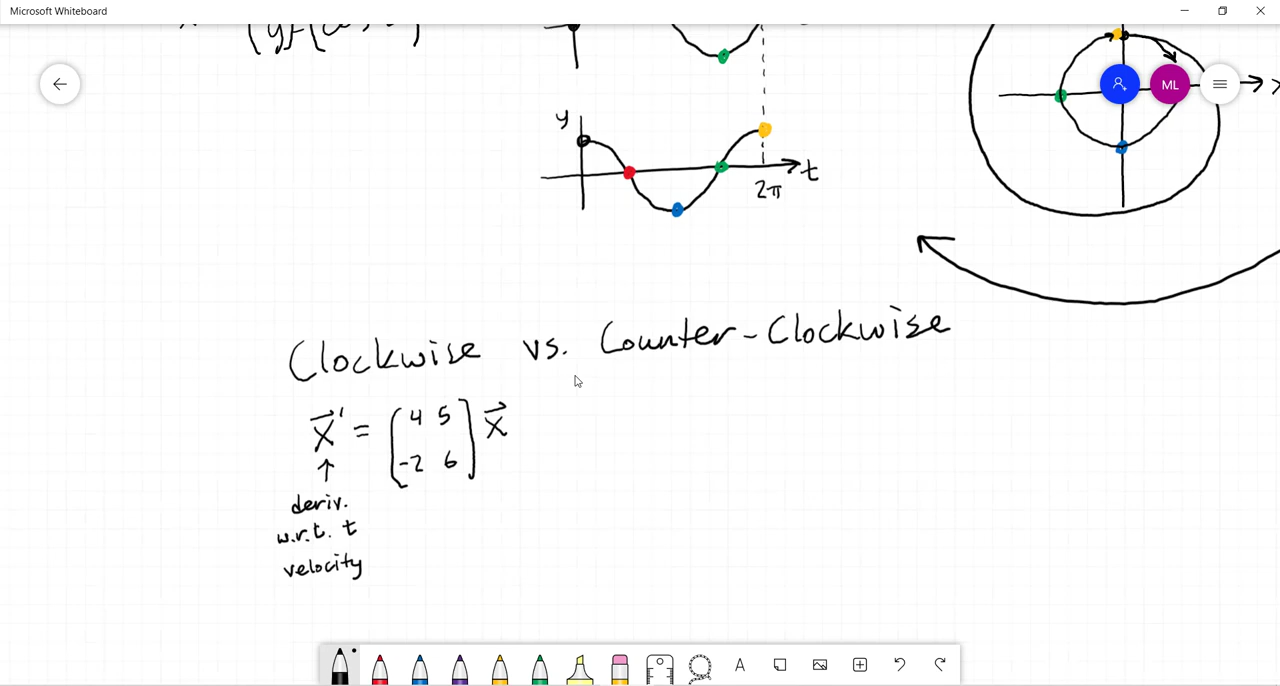 Microsoft Whiteboard
y
t
2π
ML
Clockwise vs. Counter-Clockwise
x⃗' = (4 5
-2 6) x⃗
↑
deriv.
w.r.t. t
velocity
A